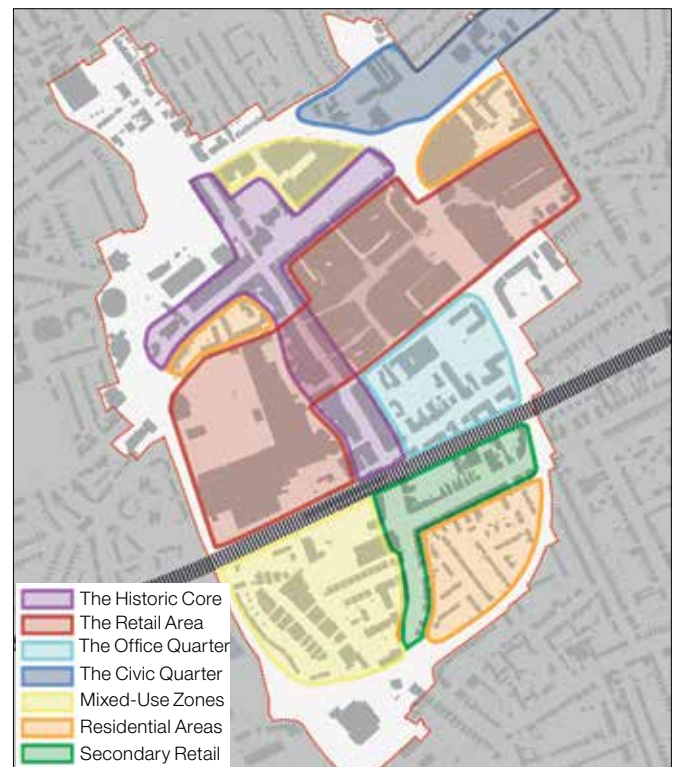 The Historic Core
The Retail Area
The Office Quarter
The Civic Quarter
Mixed-Use Zones
Residential Areas
Secondary Retail